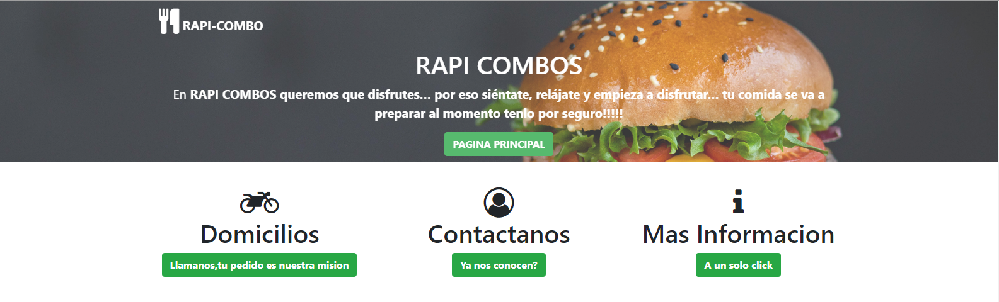 RAPI-COMBO
RAPI COMBOS
En RAPI COMBOS queremos que disfrutes... por eso siéntate, relájate y empieza a disfrutar... tu comida se va a
preparar al momento tenlo por seguro!!!!!
PAGINA PRINCIPAL
Domicilios
Contactanos
Mas Informacion
Llamanos,tu pedido es nuestra mision
Ya nos conocen?
A un solo click